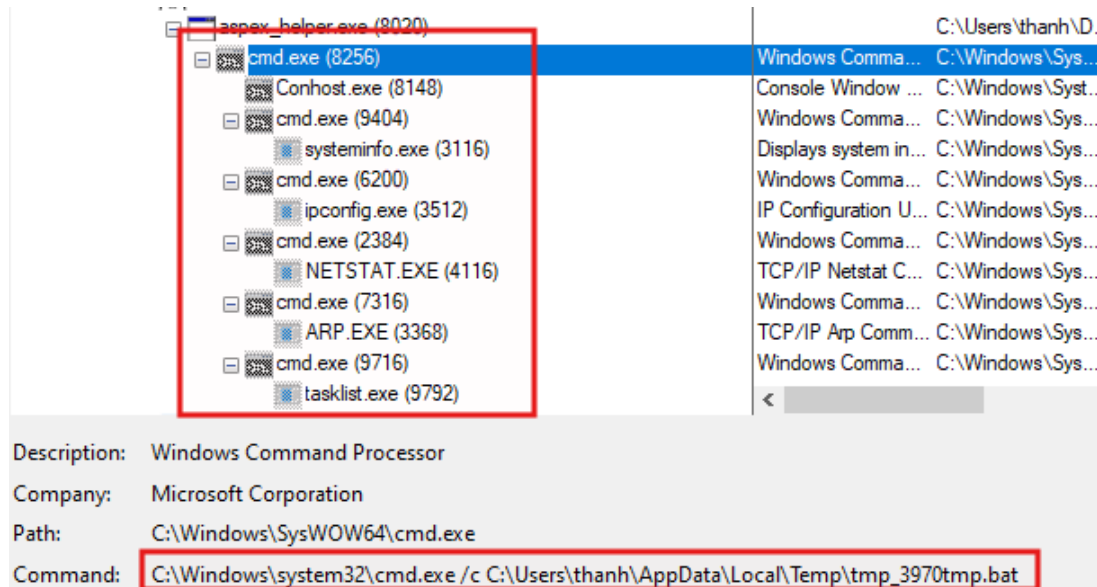 aspex_helper.exe (8020) C:\Users\thanh\D...
cmd.exe (8256) Windows Comma... C:\Windows\Sys...
Conhost.exe (8148) Console Window ... C:\Windows\Syst...
cmd.exe (9404) Windows Comma... C:\Windows\Sys...
systeminfo.exe (3116) Displays system in... C:\Windows\Sys...
cmd.exe (6200) Windows Comma... C:\Windows\Sys...
ipconfig.exe (3512) IP Configuration U... C:\Windows\Sys...
cmd.exe (2384) Windows Comma... C:\Windows\Sys...
NETSTAT.EXE (4116) TCP/IP Netstat C... C:\Windows\Sys...
cmd.exe (7316) Windows Comma... C:\Windows\Sys...
ARP.EXE (3368) TCP/IP Arp Comm... C:\Windows\Sys...
cmd.exe (9716) Windows Comma... C:\Windows\Sys...
tasklist.exe (9792)
Description: Windows Command Processor
Company: Microsoft Corporation
Path: C:\Windows\SysWOW64\cmd.exe
Command: C:\Windows\system32\cmd.exe /c C:\Users\thanh\AppData\Local\Temp\tmp_3970tmp.bat